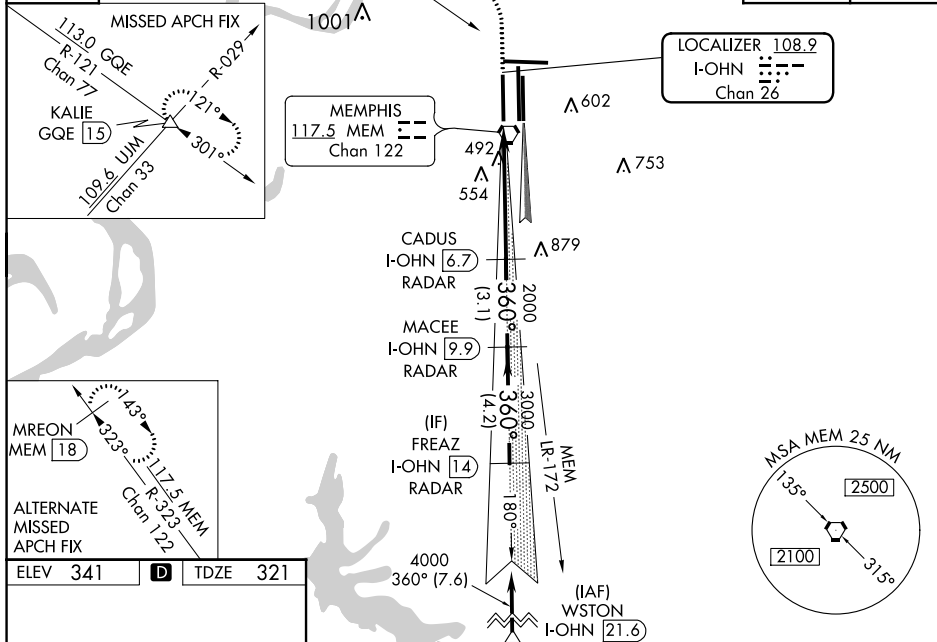 MISSED APCH FIX
113.0 GQE
R-121
Chan 77
R-029
KALIE
GQE 15
121°
301°
109.6 UJM
Chan 33
1001
LOCALIZER 108.9
I-OHN
Chan 26
MEMPHIS
117.5 MEM
Chan 122
602
492
554
753
879
CADUS
I-OHN 6.7
RADAR
2000
360°
(3.1)
MACEE
I-OHN 9.9
RADAR
3000
360°
(4.2)
(IF)
FREAZ
I-OHN 14
RADAR
MEM
LR-172
180°
4000
360° (7.6)
(IAF)
WSTON
I-OHN 21.6
MREON
MEM 18
143°
323°
117.5 MEM
R-323
Chan 122
ALTERNATE
MISSED
APCH FIX
MSA MEM 25 NM
135°
2500
2100
315°
ELEV 341 D TDZE 321